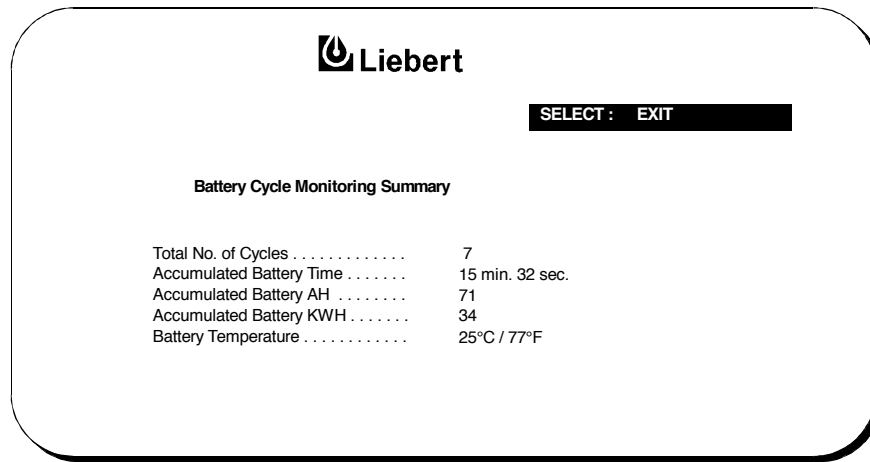 Liebert
SELECT : EXIT
Battery Cycle Monitoring Summary
Total No. of Cycles . . . . . . . . . . . . . 7
Accumulated Battery Time . . . . . . . 15 min. 32 sec.
Accumulated Battery AH . . . . . . . . 71
Accumulated Battery KWH . . . . . . . 34
Battery Temperature . . . . . . . . . . . . 25°C / 77°F